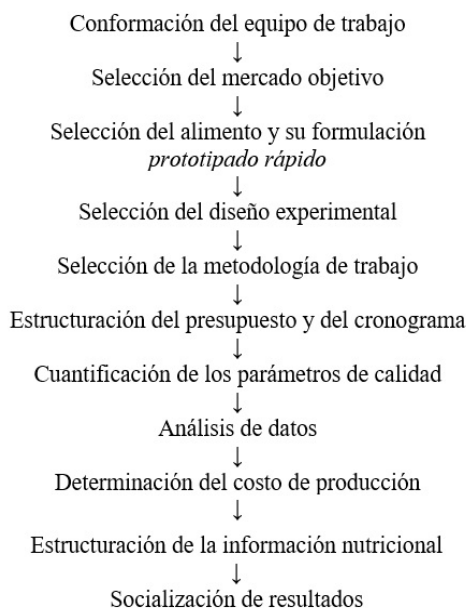 Conformación del equipo de trabajo
↓
Selección del mercado objetivo
↓
Selección del alimento y su formulación
prototipado rápido
↓
Selección del diseño experimental
↓
Selección de la metodología de trabajo
↓
Estructuración del presupuesto y del cronograma
↓
Cuantificación de los parámetros de calidad
↓
Análisis de datos
↓
Determinación del costo de producción
↓
Estructuración de la información nutricional
↓
Socialización de resultados